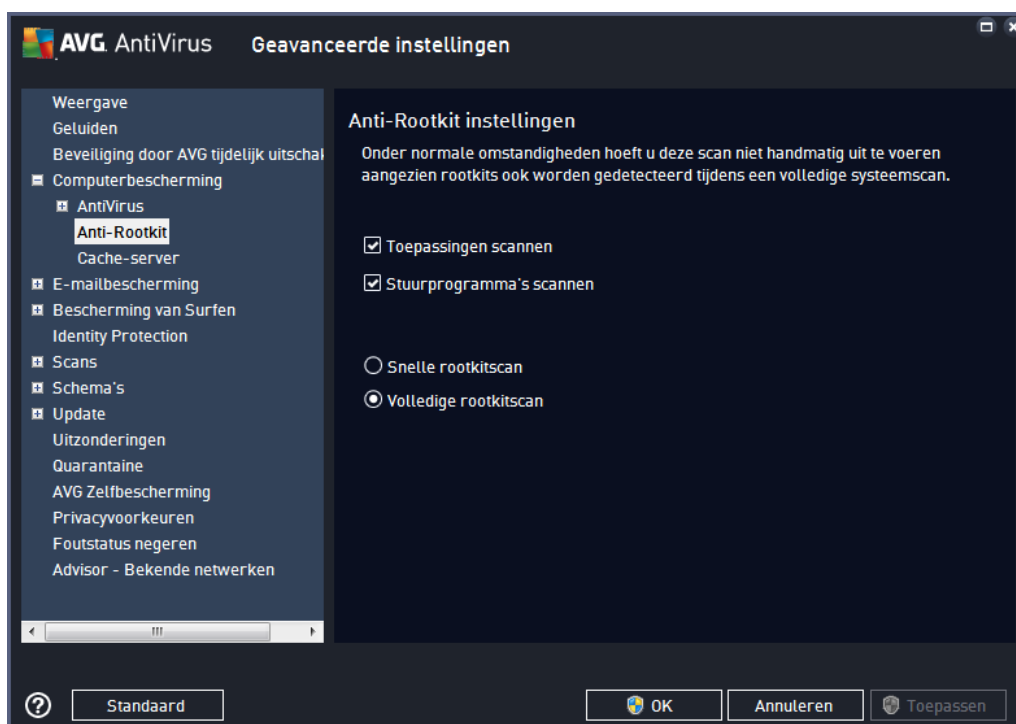 AVG. AntiVirus Geavanceerde instellingen
Weergave
Geluiden
Beveiliging door AVG tijdelijk uitschak
Computerbescherming
AntiVirus
Anti-Rootkit
Cache-server
E-mailbescherming
Bescherming van Surfen
Identity Protection
Scans
Schema's
Update
Uitzonderingen
Quarantaine
AVG Zelfbescherming
Privacyvoorkeuren
Foutstatus negeren
Advisor - Bekende netwerken
Anti-Rootkit instellingen
Onder normale omstandigheden hoeft u deze scan niet handmatig uit te voeren
aangezien rootkits ook worden gedetecteerd tijdens een volledige systeemscan.
Toepassingen scannen
Stuurprogramma's scannen
Snelle rootkitscan
Volledige rootkitscan
? Standaard OK Annuleren Toepassen